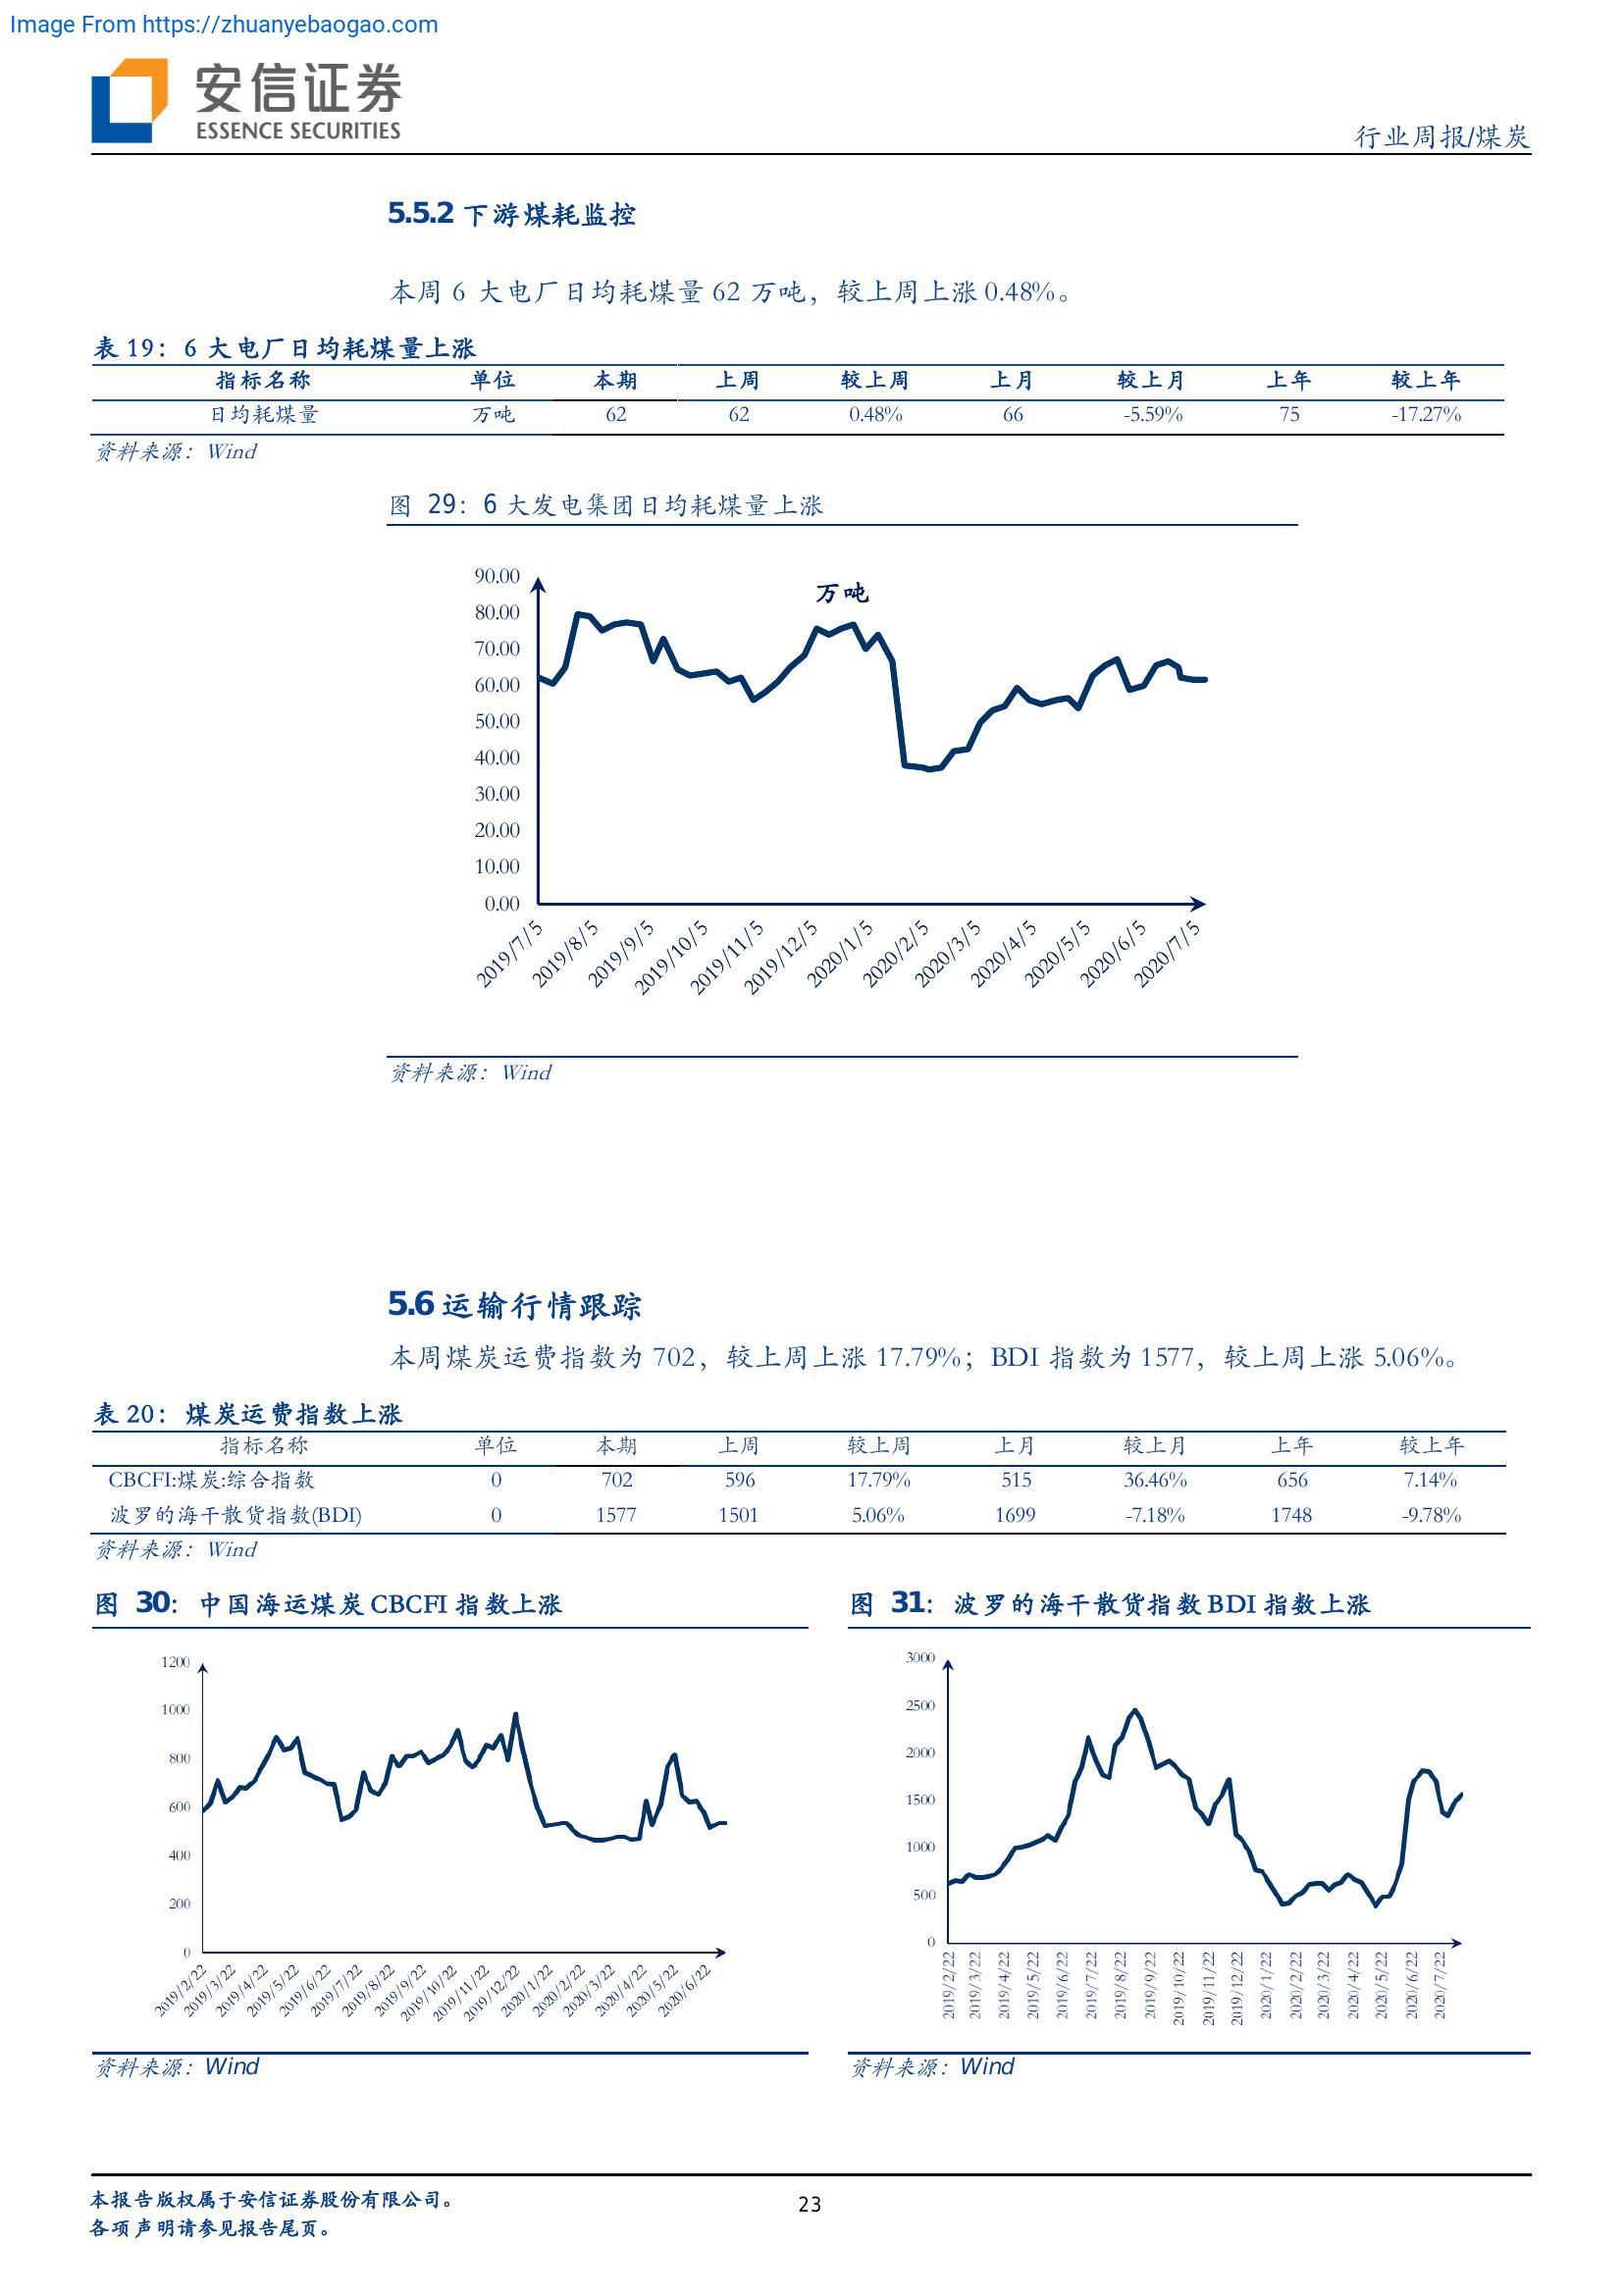 Image From https://zhuanyebaogao.com
安信证券
ESSENCE SECURITIES
行业周报/煤炭
5.5.2 下游煤耗监控
本周 6 大电厂日均耗煤量 62 万吨，较上周上涨 0.48%。
表 19：6 大电厂日均耗煤量上涨
指标名称 单位 本期 上周 较上周 上月 较上月 上年 较上年
日均耗煤量 万吨 62 62 0.48% 66 -5.59% 75 -17.27%
资料来源：Wind
图 29：6 大发电集团日均耗煤量上涨
万吨
90.00
80.00
70.00
60.00
50.00
40.00
30.00
20.00
10.00
0.00
2019/7/5 2019/8/5 2019/9/5 2019/10/5 2019/11/5 2019/12/5 2020/1/5 2020/2/5 2020/3/5 2020/4/5 2020/5/5 2020/6/5 2020/7/5
资料来源：Wind
5.6 运输行情跟踪
本周煤炭运费指数为 702，较上周上涨 17.79%；BDI 指数为 1577，较上周上涨 5.06%。
表 20：煤炭运费指数上涨
指标名称 单位 本期 上周 较上周 上月 较上月 上年 较上年
CBCFI:煤炭:综合指数 0 702 596 17.79% 515 36.46% 656 7.14%
波罗的海干散货指数(BDI) 0 1577 1501 5.06% 1699 -7.18% 1748 -9.78%
资料来源：Wind
图 30：中国海运煤炭 CBCFI 指数上涨
1200
1000
800
600
400
200
0
2019/2/22 2019/3/22 2019/4/22 2019/5/22 2019/6/22 2019/7/22 2019/8/22 2019/9/22 2019/10/22 2019/11/22 2019/12/22 2020/1/22 2020/2/22 2020/3/22 2020/4/22 2020/5/22 2020/6/22
资料来源：Wind
图 31：波罗的海干散货指数 BDI 指数上涨
3000
2500
2000
1500
1000
500
0
2019/2/22 2019/3/22 2019/4/22 2019/5/22 2019/6/22 2019/7/22 2019/8/22 2019/9/22 2019/10/22 2019/11/22 2019/12/22 2020/1/22 2020/2/22 2020/3/22 2020/4/22 2020/5/22 2020/6/22 2020/7/22
资料来源：Wind
本报告版权属于安信证券股份有限公司。
各项声明请参见报告尾页。
23